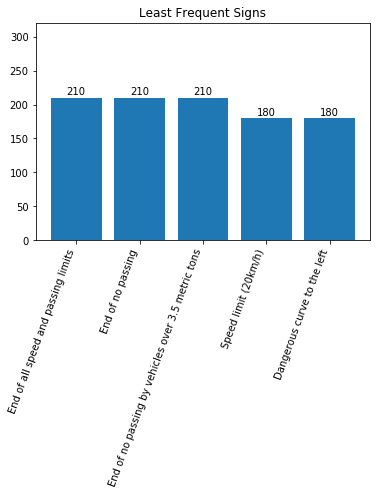 Least Frequent Signs
300
250
200
150
100
50
0
210
210
210
180
180
End of all speed and passing limits
End of no passing
End of no passing by vehicles over 3.5 metric tons
Speed limit (20km/h)
Dangerous curve to the left